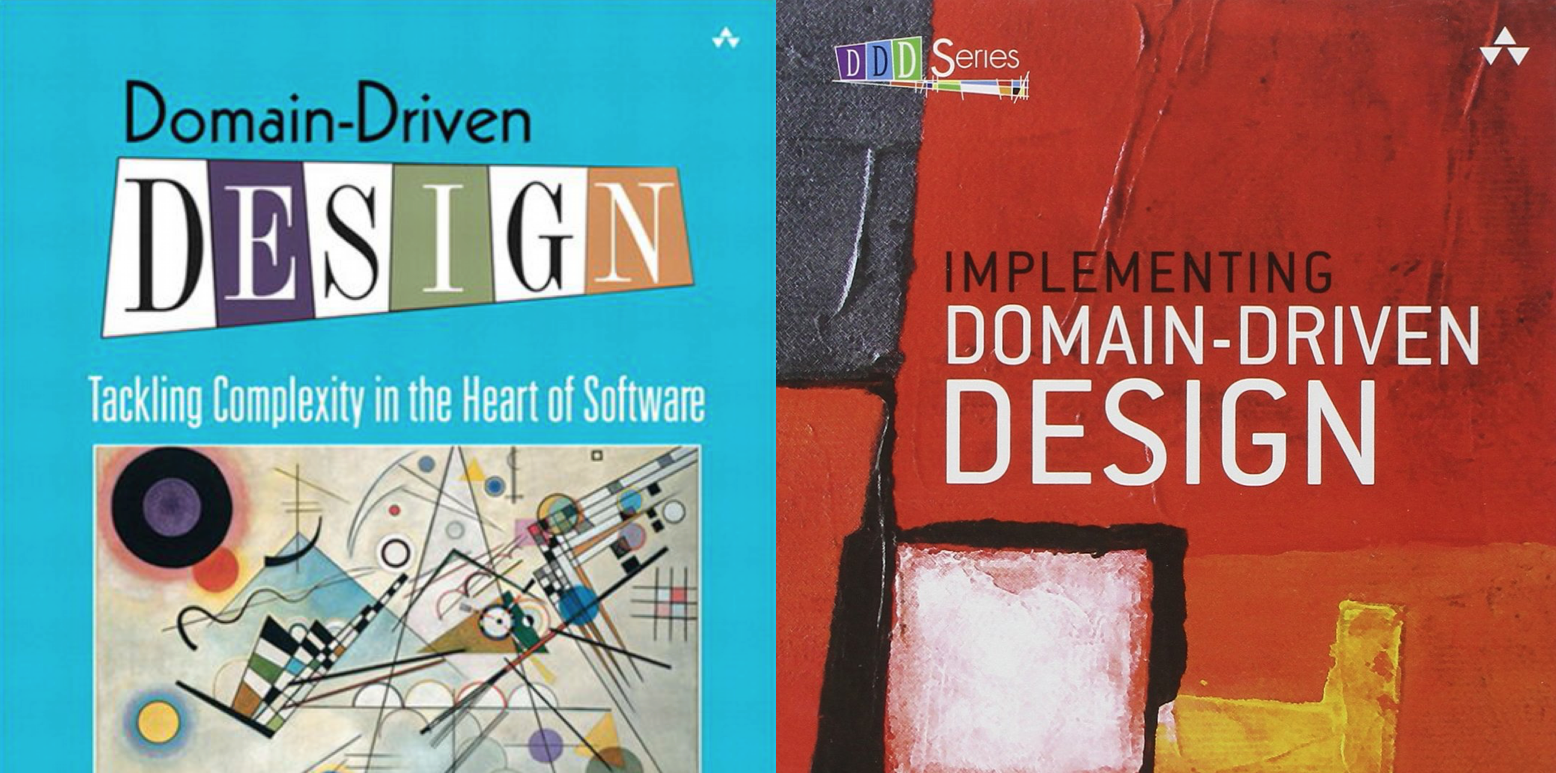 Domain-Driven
DESIGN
Tackling Complexity in the Heart of Software
DDD Series
IMPLEMENTING
DOMAIN-DRIVEN
DESIGN